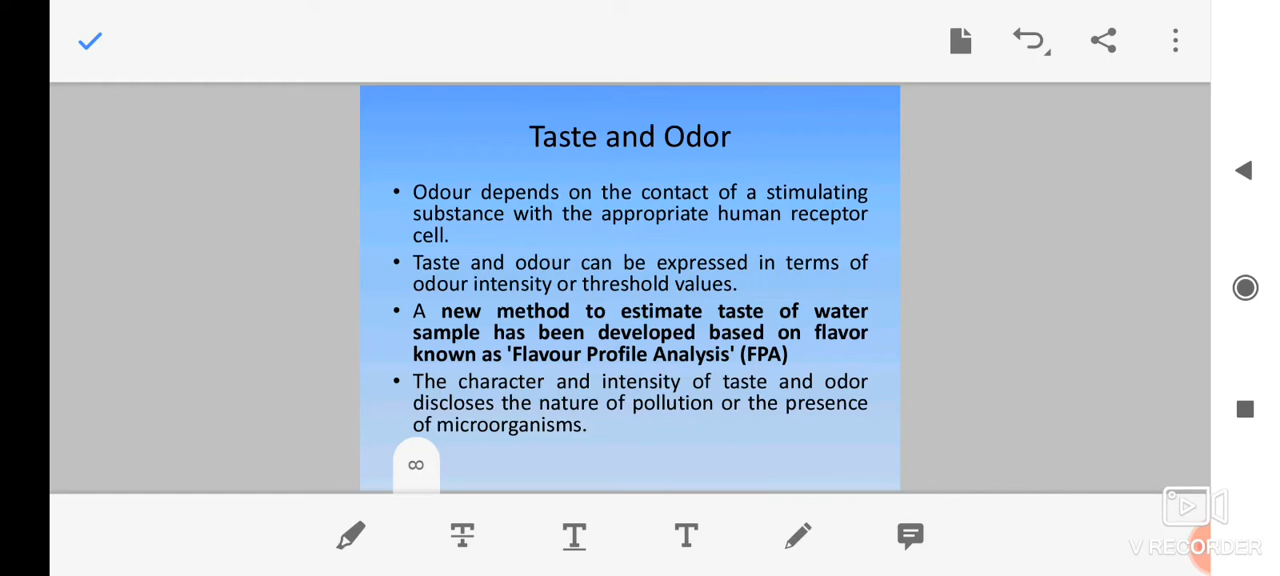 Taste and Odor
• Odour depends on the contact of a stimulating
substance with the appropriate human receptor
cell.
• Taste and odour can be expressed in terms of
odour intensity or threshold values.
• A new method to estimate taste of water
sample has been developed based on flavor
known as 'Flavour Profile Analysis' (FPA)
• The character and intensity of taste and odor
discloses the nature of pollution or the presence
of microorganisms.
8
T
T
T
V RECORDER